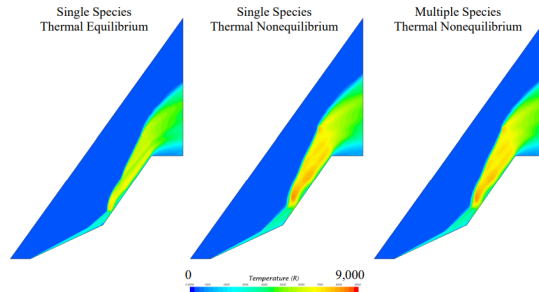 Single Species
Thermal Equilibrium
Single Species
Thermal Nonequilibrium
Multiple Species
Thermal Nonequilibrium
0
Temperature (R)
9,000